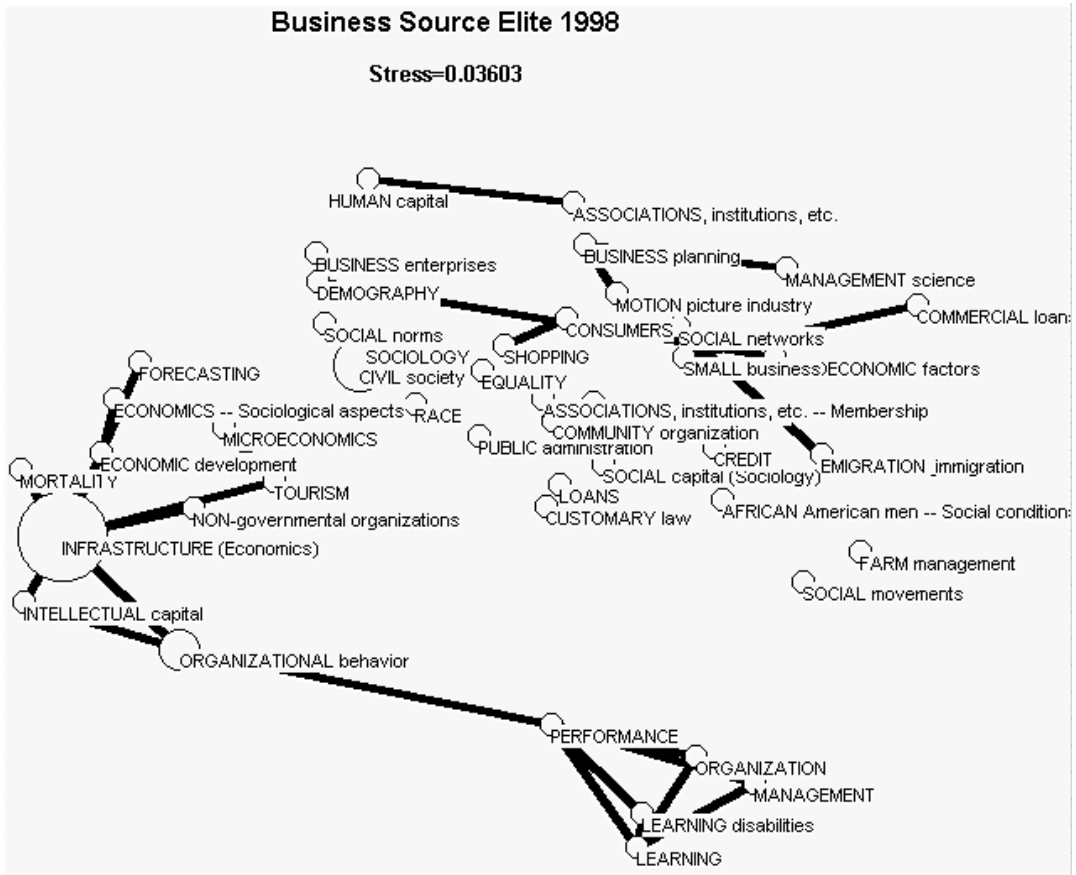 Business Source Elite 1998
Stress=0.03603
HUMAN capital
ASSOCIATIONS, institutions, etc.
BUSINESS planning
BUSINESS enterprises
MANAGEMENT science
DEMOGRAPHY
MOTION picture industry
COMMERCIAL loans
CONSUMERS
SOCIAL norms
SOCIAL networks
SHOPPING
SOCIOLOGY
SMALL business
ECONOMIC factors
FORECASTING
CIVIL society
EQUALITY
ECONOMICS -- Sociological aspects
RACE
ASSOCIATIONS, institutions, etc. -- Membership
MICROECONOMICS
COMMUNITY organization
PUBLIC administration
CREDIT
ECONOMIC development
EMIGRATION immigration
MORTALITY
SOCIAL capital (Sociology)
TOURISM
LOANS
AFRICAN American men -- Social conditions
NON-governmental organizations
CUSTOMARY law
INFRASTRUCTURE (Economics)
FARM management
SOCIAL movements
INTELLECTUAL capital
ORGANIZATIONAL behavior
PERFORMANCE
ORGANIZATION
MANAGEMENT
LEARNING disabilities
LEARNING